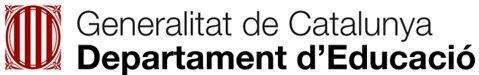 Generalitat de Catalunya
Departament d'Educació